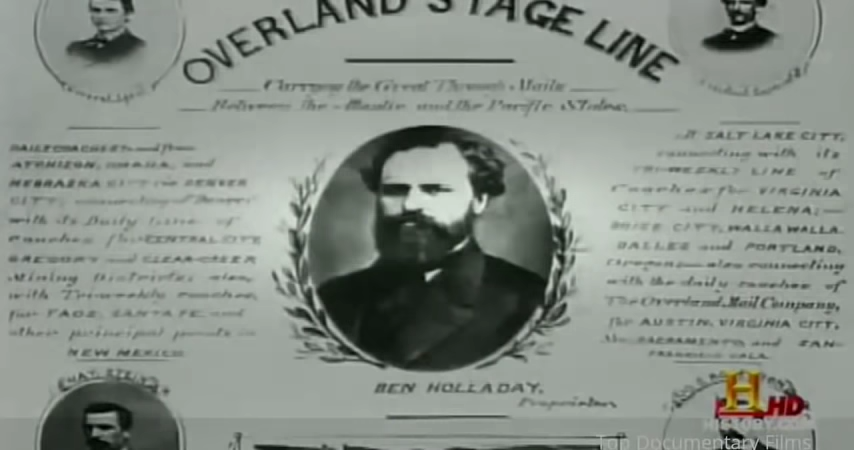 OVERLAND STAGE LINE
Carrying the Great Through Mails
Between the Atlantic and the Pacific States.
DAILY COACHES to and from
ATCHISON, OMAHA, and
NEBRASKA CITY via DENVER
CITY; connecting at Denver
with its Daily Line of
Coaches for CENTRAL CITY
GREGORY and CLEAR-CREEK
Mining Districts; also,
with Tri-weekly coaches,
for TAOS, SANTA FE and
other principal points in
NEW MEXICO
BEN HOLLADAY,
Proprietor
At SALT LAKE CITY,
connecting with its
TRI-WEEKLY LINE of
Coaches for VIRGINIA
CITY and HELENA;
BOISE CITY, WALLA WALLA,
DALLES and PORTLAND,
Oregon also connecting
with the daily coaches of
The Overland Mail Company,
for AUSTIN, VIRGINIA CITY,
SACRAMENTO and SAN-
FRANCISCO CALA.
H HD
HISTORY.COM
Top Documentary Films